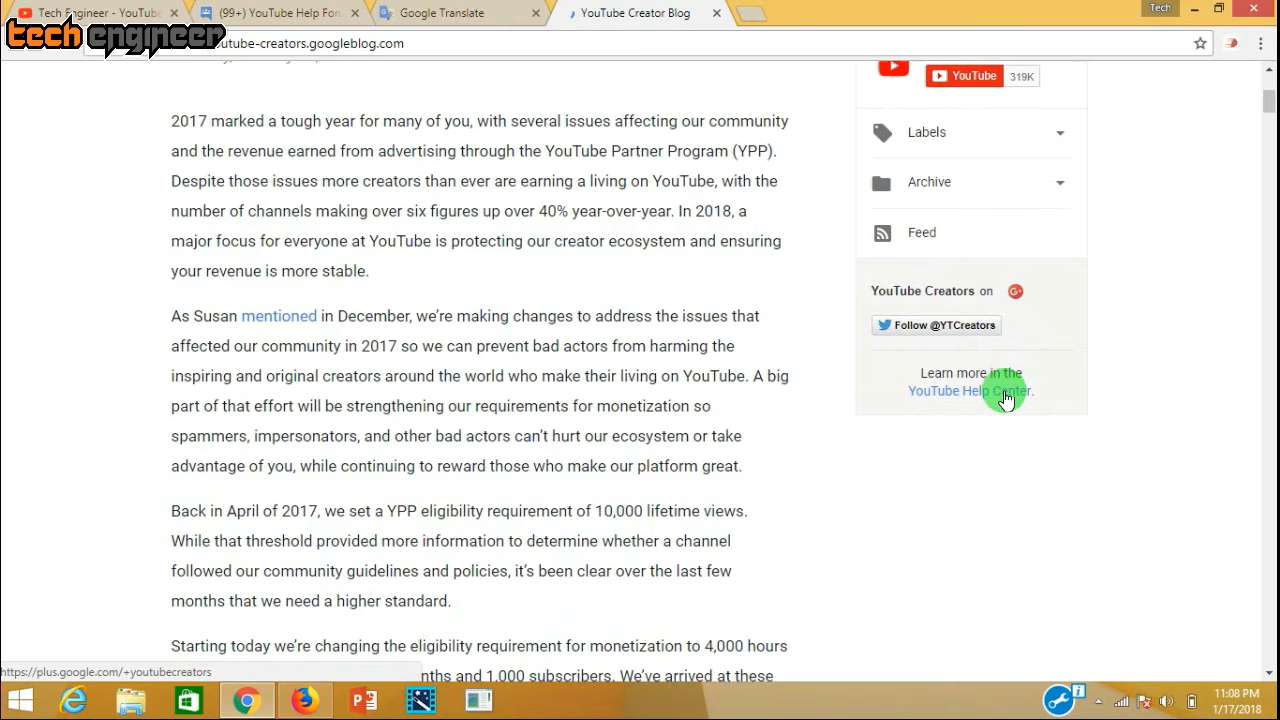 Tech Engineer - YouTube
(99+) YouTube Help For
Google Translate
YouTube Creator Blog
Tech
tech engineer
utube-creators.googleblog.com
YouTube 319K
2017 marked a tough year for many of you, with several issues affecting our community
and the revenue earned from advertising through the YouTube Partner Program (YPP).
Despite those issues more creators than ever are earning a living on YouTube, with the
number of channels making over six figures up over 40% year-over-year. In 2018, a
major focus for everyone at YouTube is protecting our creator ecosystem and ensuring
your revenue is more stable.
As Susan mentioned in December, we’re making changes to address the issues that
affected our community in 2017 so we can prevent bad actors from harming the
inspiring and original creators around the world who make their living on YouTube. A big
part of that effort will be strengthening our requirements for monetization so
spammers, impersonators, and other bad actors can’t hurt our ecosystem or take
advantage of you, while continuing to reward those who make our platform great.
Back in April of 2017, we set a YPP eligibility requirement of 10,000 lifetime views.
While that threshold provided more information to determine whether a channel
followed our community guidelines and policies, it’s been clear over the last few
months that we need a higher standard.
Starting today we’re changing the eligibility requirement for monetization to 4,000 hours
nths and 1,000 subscribers. We’ve arrived at these
Labels
Archive
Feed
YouTube Creators on G+
Follow @YTCreators
Learn more in the
YouTube Help Center.
https://plus.google.com/+youtubecreators
11:08 PM
1/17/2018